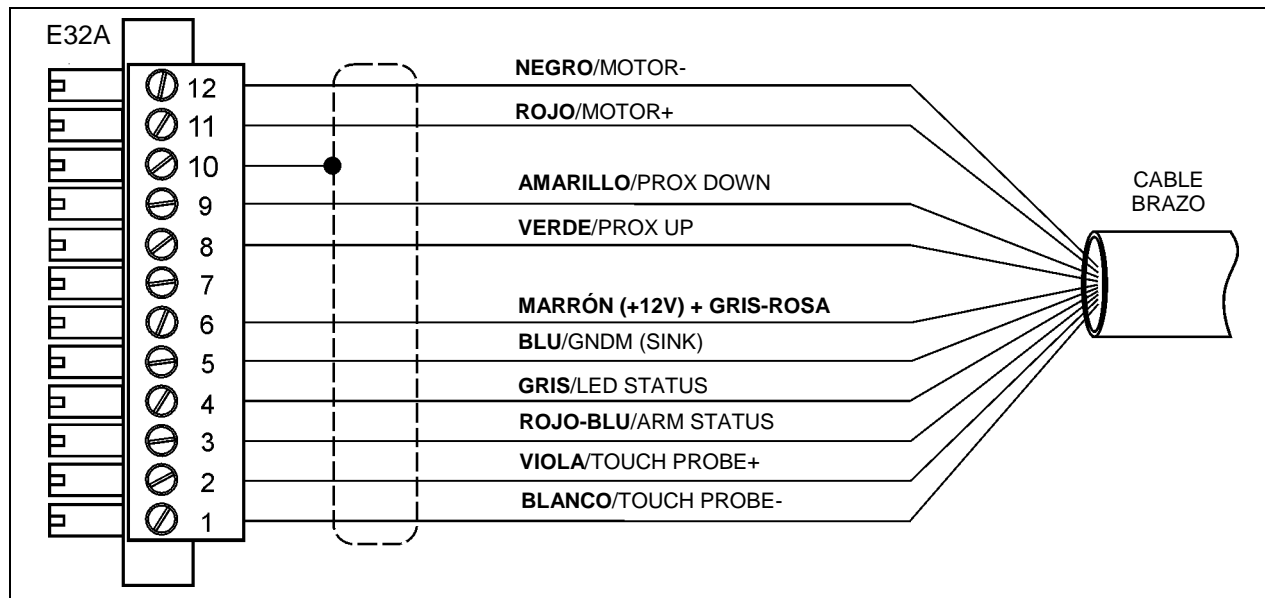 E32A
12
NEGRO/MOTOR-
11
ROJO/MOTOR+
10
9
AMARILLO/PROX DOWN
8
VERDE/PROX UP
7
6
MARRÓN (+12V) + GRIS-ROSA
5
BLU/GNDM (SINK)
4
GRIS/LED STATUS
3
ROJO-BLU/ARM STATUS
2
VIOLA/TOUCH PROBE+
1
BLANCO/TOUCH PROBE-
CABLE
BRAZO